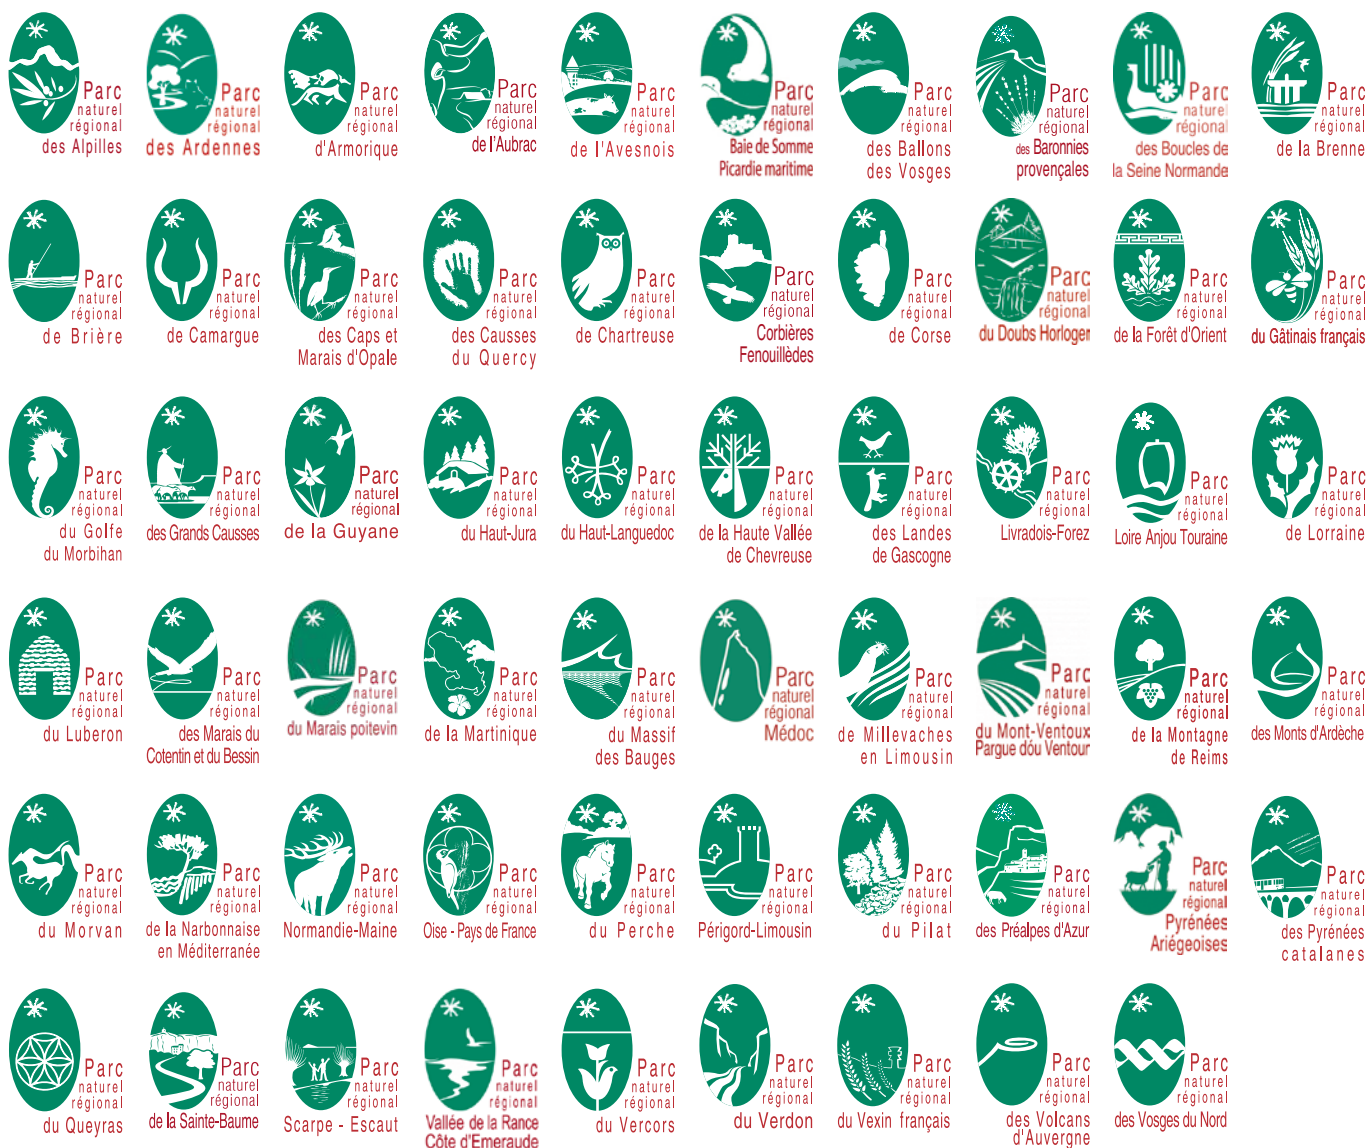 Parc
naturel
régional
des Alpilles
Parc
naturel
régional
des Ardennes
Parc
naturel
régional
d'Armorique
Parc
naturel
régional
de l'Aubrac
Parc
naturel
régional
de l'Avesnois
Parc
naturel
régional
Baie de Somme
Picardie maritime
Parc
naturel
régional
des Ballons
des Vosges
Parc
naturel
régional
des Baronnies
provençales
Parc
naturel
régional
des Boucles de
la Seine Normande
Parc
naturel
régional
de la Brenne
Parc
naturel
régional
de Brière
Parc
naturel
régional
de Camargue
Parc
naturel
régional
des Caps et
Marais d'Opale
Parc
naturel
régional
des Causses
du Quercy
Parc
naturel
régional
de Chartreuse
Parc
naturel
régional
Corbières
Fenouillèdes
Parc
naturel
régional
de Corse
Parc
naturel
régional
du Doubs Horloger
Parc
naturel
régional
de la Forêt d'Orient
Parc
naturel
régional
du Gâtinais français
Parc
naturel
régional
du Golfe
du Morbihan
Parc
naturel
régional
des Grands Causses
Parc
naturel
régional
de la Guyane
Parc
naturel
régional
du Haut-Jura
Parc
naturel
régional
du Haut-Languedoc
Parc
naturel
régional
de la Haute Vallée
de Chevreuse
Parc
naturel
régional
des Landes
de Gascogne
Parc
naturel
régional
Livradois-Forez
Parc
naturel
régional
Loire Anjou Touraine
Parc
naturel
régional
de Lorraine
Parc
naturel
régional
du Luberon
Parc
naturel
régional
des Marais du
Cotentin et du Bessin
Parc
naturel
régional
du Marais poitevin
Parc
naturel
régional
de la Martinique
Parc
naturel
régional
du Massif
des Bauges
Parc
naturel
régional
Médoc
Parc
naturel
régional
de Millevaches
en Limousin
Parc
naturel
régional
du Mont-Ventoux
Pargue dóu Ventour
Parc
naturel
régional
de la Montagne
de Reims
Parc
naturel
régional
des Monts d'Ardèche
Parc
naturel
régional
du Morvan
Parc
naturel
régional
de la Narbonnaise
en Méditerranée
Parc
naturel
régional
Normandie-Maine
Parc
naturel
régional
Oise - Pays de France
Parc
naturel
régional
du Perche
Parc
naturel
régional
Périgord-Limousin
Parc
naturel
régional
du Pilat
Parc
naturel
régional
des Préalpes d'Azur
Parc
naturel
régional
Pyrénées
Ariégeoises
Parc
naturel
régional
des Pyrénées
catalanes
Parc
naturel
régional
du Queyras
Parc
naturel
régional
de la Sainte-Baume
Parc
naturel
régional
Scarpe - Escaut
Parc
naturel
régional
Vallée de la Rance
Côte d'Emeraude
Parc
naturel
régional
du Vercors
Parc
naturel
régional
du Verdon
Parc
naturel
régional
du Vexin français
Parc
naturel
régional
des Volcans
d'Auvergne
Parc
naturel
régional
des Vosges du Nord